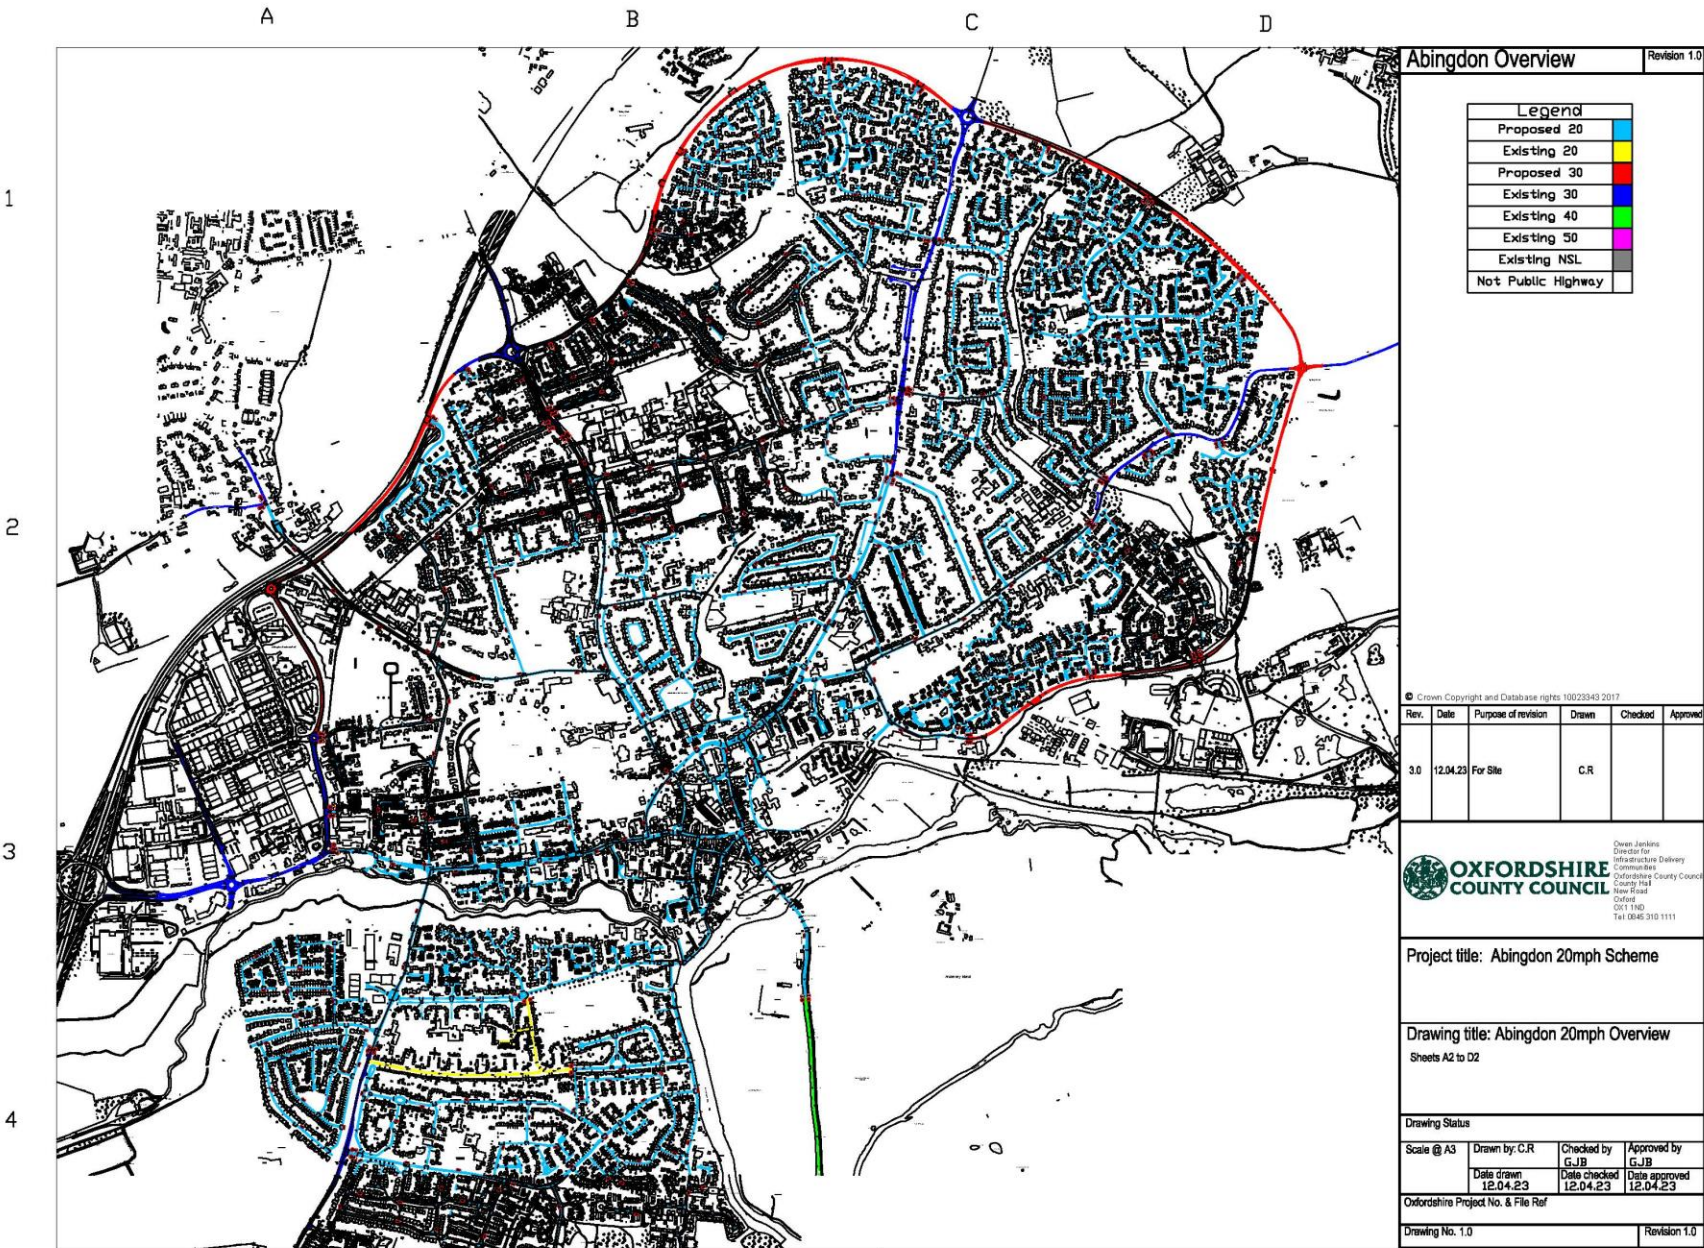 A B C D
1
2
3
4
Abingdon Overview
Revision 1.0
Legend
Proposed 20
Existing 20
Proposed 30
Existing 30
Existing 40
Existing 50
Existing NSL
Not Public Highway
© Crown Copyright and Database rights 10023343 2017
Rev. Date Purpose of revision Drawn Checked Approved
3.0 12.04.23 For Site C.R
OXFORDSHIRE
COUNTY COUNCIL
Owen Jenkins
Director for
Infrastructure Delivery
Communities
Oxfordshire County Council
County Hall
New Road
Oxford
OX1 1ND
Tel: 0845 310 1111
Project title: Abingdon 20mph Scheme
Drawing title: Abingdon 20mph Overview
Sheets A2 to D2
Drawing Status
Scale @ A3
Drawn by: C.R
Checked by
GJB
Approved by
GJB
Date drawn
12.04.23
Date checked
12.04.23
Date approved
12.04.23
Oxfordshire Project No. & File Ref
Drawing No. 1.0
Revision 1.0